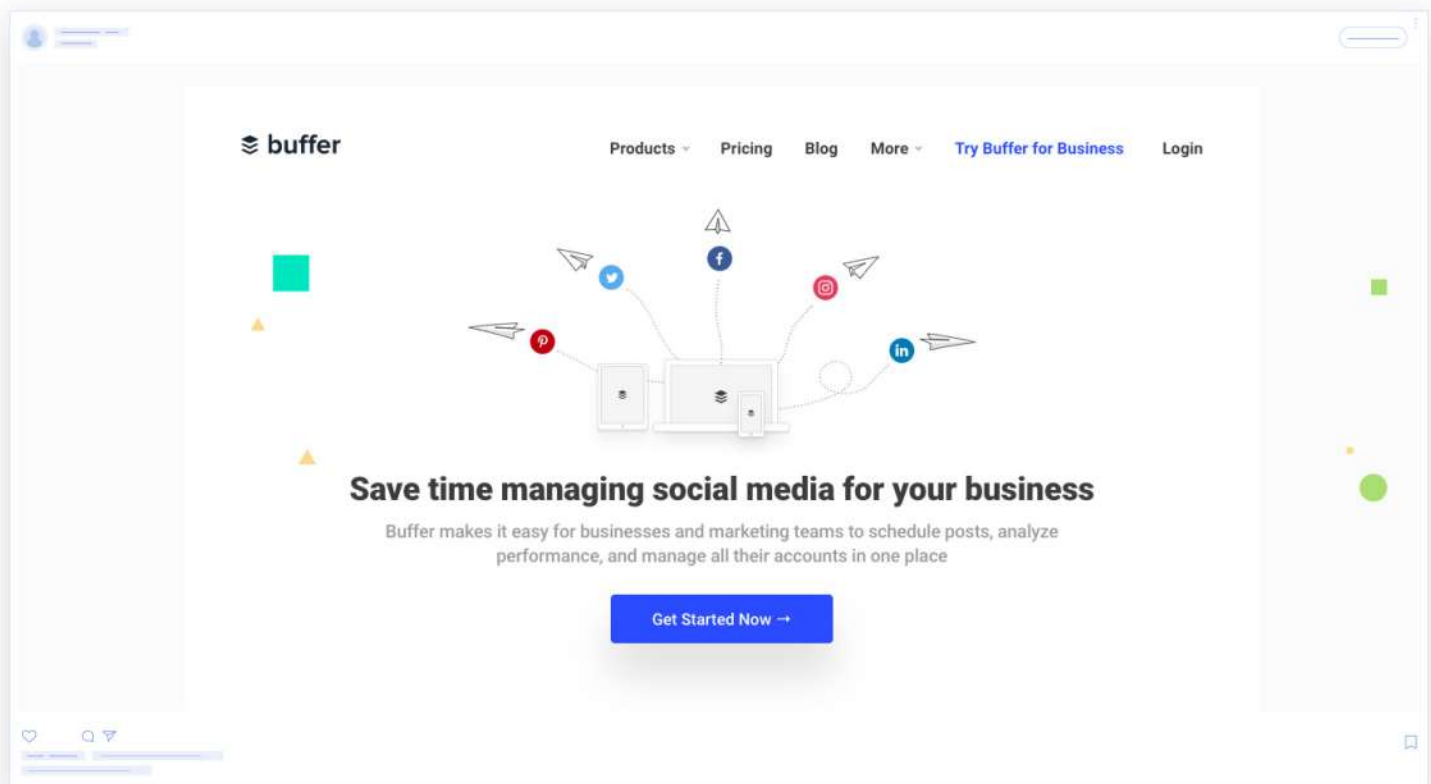 buffer
Products Pricing Blog More Try Buffer for Business Login
Save time managing social media for your business
Buffer makes it easy for businesses and marketing teams to schedule posts, analyze
performance, and manage all their accounts in one place
Get Started Now →